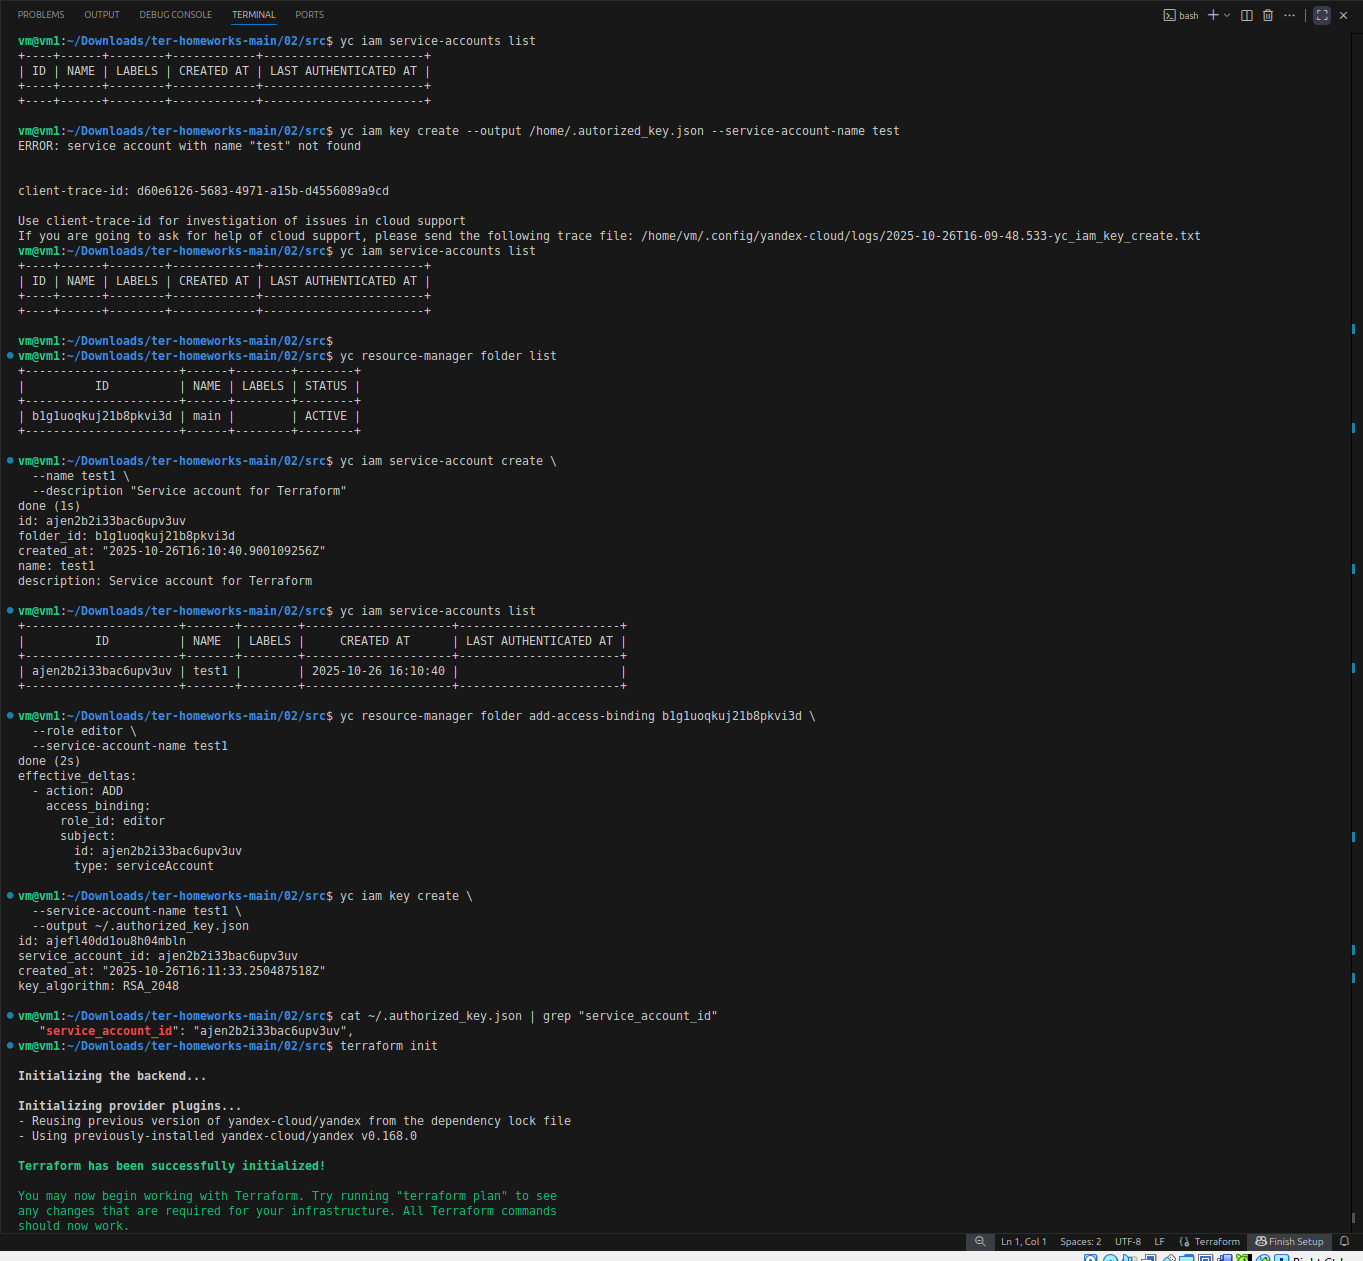 PROBLEMS OUTPUT DEBUG CONSOLE TERMINAL PORTS bash
vm@vm1:~/Downloads/ter-homeworks-main/02/src$ yc iam service-accounts list
+----+------+--------+------------+-----------------------+
| ID | NAME | LABELS | CREATED AT | LAST AUTHENTICATED AT |
+----+------+--------+------------+-----------------------+
+----+------+--------+------------+-----------------------+
vm@vm1:~/Downloads/ter-homeworks-main/02/src$ yc iam key create --output /home/.autorized_key.json --service-account-name test
ERROR: service account with name "test" not found
client-trace-id: d60e6126-5683-4971-a15b-d4556089a9cd
Use client-trace-id for investigation of issues in cloud support
If you are going to ask for help of cloud support, please send the following trace file: /home/vm/.config/yandex-cloud/logs/2025-10-26T16-09-48.533-yc_iam_key_create.txt
vm@vm1:~/Downloads/ter-homeworks-main/02/src$ yc iam service-accounts list
+----+------+--------+------------+-----------------------+
| ID | NAME | LABELS | CREATED AT | LAST AUTHENTICATED AT |
+----+------+--------+------------+-----------------------+
+----+------+--------+------------+-----------------------+
vm@vm1:~/Downloads/ter-homeworks-main/02/src$
vm@vm1:~/Downloads/ter-homeworks-main/02/src$ yc resource-manager folder list
+----------------------+------+--------+--------+
|          ID          | NAME | LABELS | STATUS |
+----------------------+------+--------+--------+
| b1g1uoqkuj21b8pkvi3d | main |        | ACTIVE |
+----------------------+------+--------+--------+
vm@vm1:~/Downloads/ter-homeworks-main/02/src$ yc iam service-account create \
  --name test1 \
  --description "Service account for Terraform"
done (1s)
id: ajen2b2i33bac6upv3uv
folder_id: b1g1uoqkuj21b8pkvi3d
created_at: "2025-10-26T16:10:40.900109256Z"
name: test1
description: Service account for Terraform
vm@vm1:~/Downloads/ter-homeworks-main/02/src$ yc iam service-accounts list
+----------------------+-------+--------+---------------------+-----------------------+
|          ID          | NAME  | LABELS |     CREATED AT      | LAST AUTHENTICATED AT |
+----------------------+-------+--------+---------------------+-----------------------+
| ajen2b2i33bac6upv3uv | test1 |        | 2025-10-26 16:10:40 |                       |
+----------------------+-------+--------+---------------------+-----------------------+
vm@vm1:~/Downloads/ter-homeworks-main/02/src$ yc resource-manager folder add-access-binding b1g1uoqkuj21b8pkvi3d \
  --role editor \
  --service-account-name test1
done (2s)
effective_deltas:
  - action: ADD
    access_binding:
      role_id: editor
      subject:
        id: ajen2b2i33bac6upv3uv
        type: serviceAccount
vm@vm1:~/Downloads/ter-homeworks-main/02/src$ yc iam key create \
  --service-account-name test1 \
  --output ~/.authorized_key.json
id: ajefl40dd1ou8h04mbln
service_account_id: ajen2b2i33bac6upv3uv
created_at: "2025-10-26T16:11:33.250487518Z"
key_algorithm: RSA_2048
vm@vm1:~/Downloads/ter-homeworks-main/02/src$ cat ~/.authorized_key.json | grep "service_account_id"
   "service_account_id": "ajen2b2i33bac6upv3uv",
vm@vm1:~/Downloads/ter-homeworks-main/02/src$ terraform init
Initializing the backend...
Initializing provider plugins...
- Reusing previous version of yandex-cloud/yandex from the dependency lock file
- Using previously-installed yandex-cloud/yandex v0.168.0
Terraform has been successfully initialized!
You may now begin working with Terraform. Try running "terraform plan" to see
any changes that are required for your infrastructure. All Terraform commands
should now work.
Ln 1, Col 1 Spaces: 2 UTF-8 LF Terraform Finish Setup